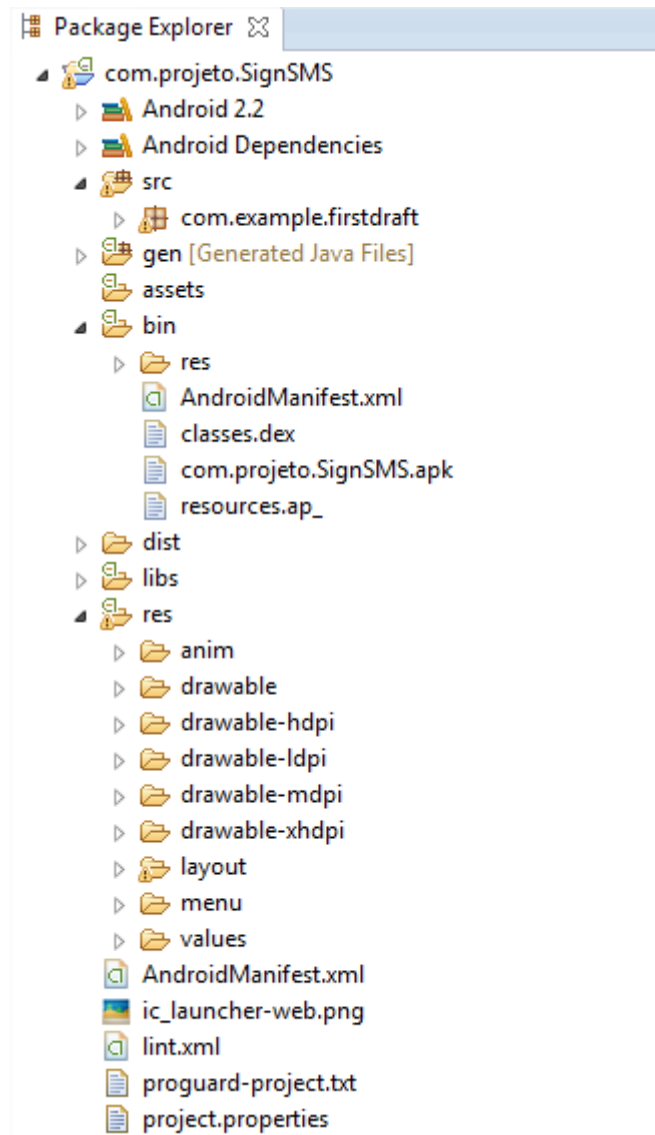 Package Explorer
com.projeto.SignSMS
Android 2.2
Android Dependencies
src
com.example.firstdraft
gen [Generated Java Files]
assets
bin
res
AndroidManifest.xml
classes.dex
com.projeto.SignSMS.apk
resources.ap_
dist
libs
res
anim
drawable
drawable-hdpi
drawable-ldpi
drawable-mdpi
drawable-xhdpi
layout
menu
values
AndroidManifest.xml
ic_launcher-web.png
lint.xml
proguard-project.txt
project.properties